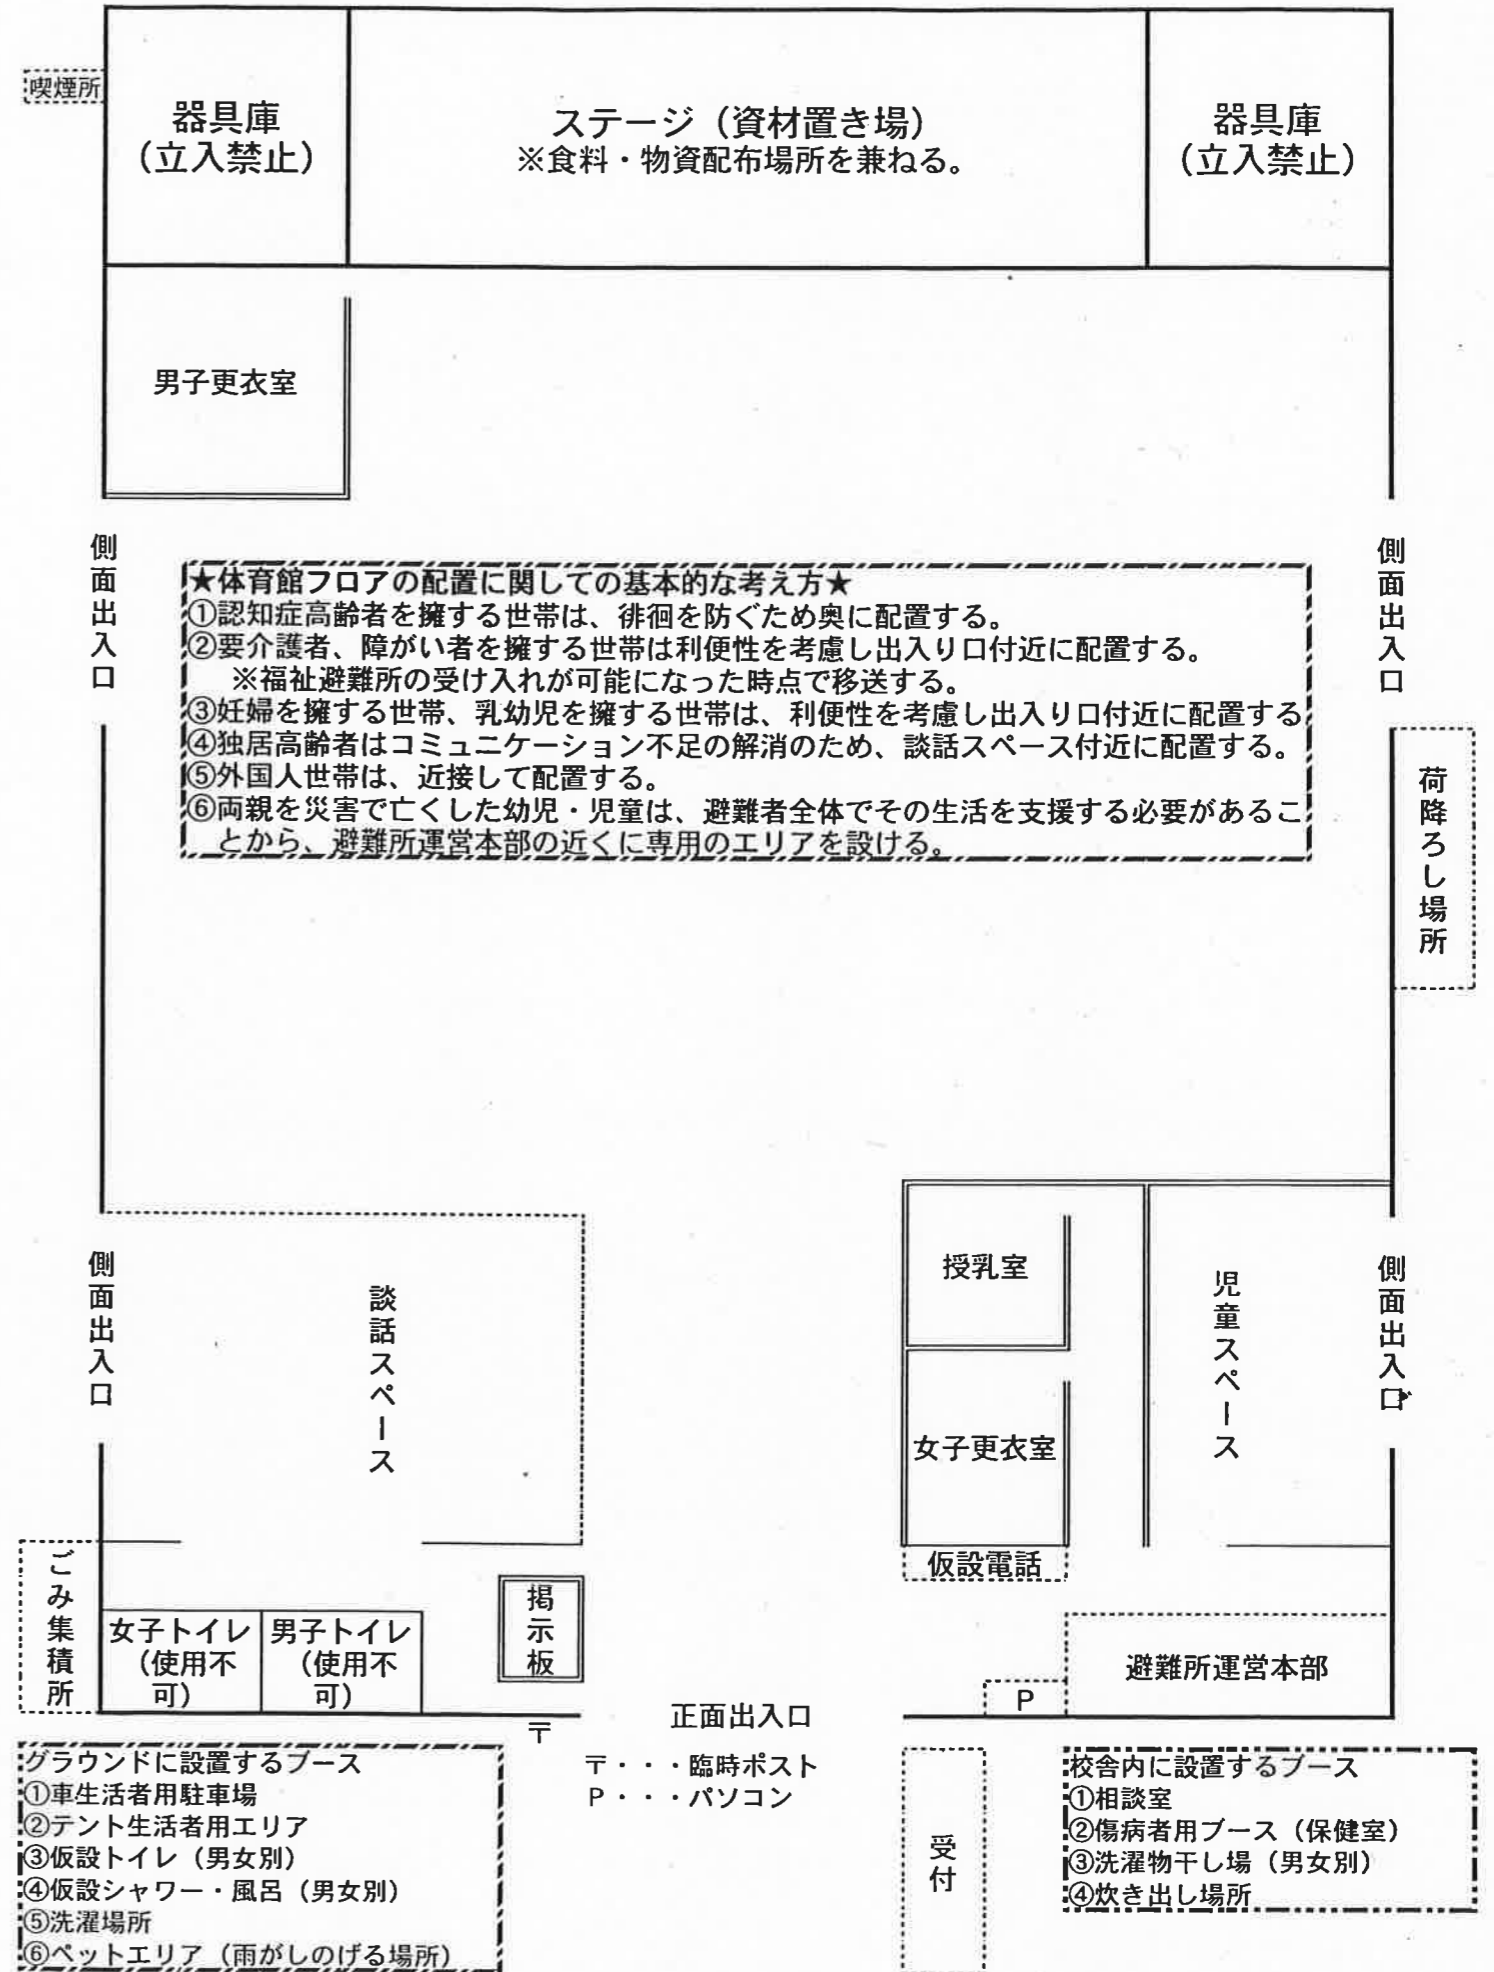 喫煙所
器具庫
（立入禁止）
ステージ（資材置き場）
※食料・物資配布場所を兼ねる。
器具庫
（立入禁止）
男子更衣室
側面出入口
側面出入口
★体育館フロアの配置に関しての基本的な考え方★
①認知症高齢者を擁する世帯は、徘徊を防ぐため奥に配置する。
②要介護者、障がい者を擁する世帯は利便性を考慮し出入り口付近に配置する。
※福祉避難所の受け入れが可能になった時点で移送する。
③妊婦を擁する世帯、乳幼児を擁する世帯は、利便性を考慮し出入り口付近に配置する
④独居高齢者はコミュニケーション不足の解消のため、談話スペース付近に配置する。
⑤外国人世帯は、近接して配置する。
⑥両親を災害で亡くした幼児・児童は、避難者全体でその生活を支援する必要があるこ
とから、避難所運営本部の近くに専用のエリアを設ける。
荷降ろし場所
側面出入口
談話スペース
授乳室
児童スペース
側面出入口
女子更衣室
仮設電話
ごみ集積所
女子トイレ
（使用不
可）
男子トイレ
（使用不
可）
掲示板
避難所運営本部
P
〒
正面出入口
〒・・・臨時ポスト
P・・・パソコン
受付
グラウンドに設置するブース
①車生活者用駐車場
②テント生活者用エリア
③仮設トイレ（男女別）
④仮設シャワー・風呂（男女別）
⑤洗濯場所
⑥ペットエリア（雨がしのげる場所）
校舎内に設置するブース
①相談室
②傷病者用ブース（保健室）
③洗濯物干し場（男女別）
④炊き出し場所